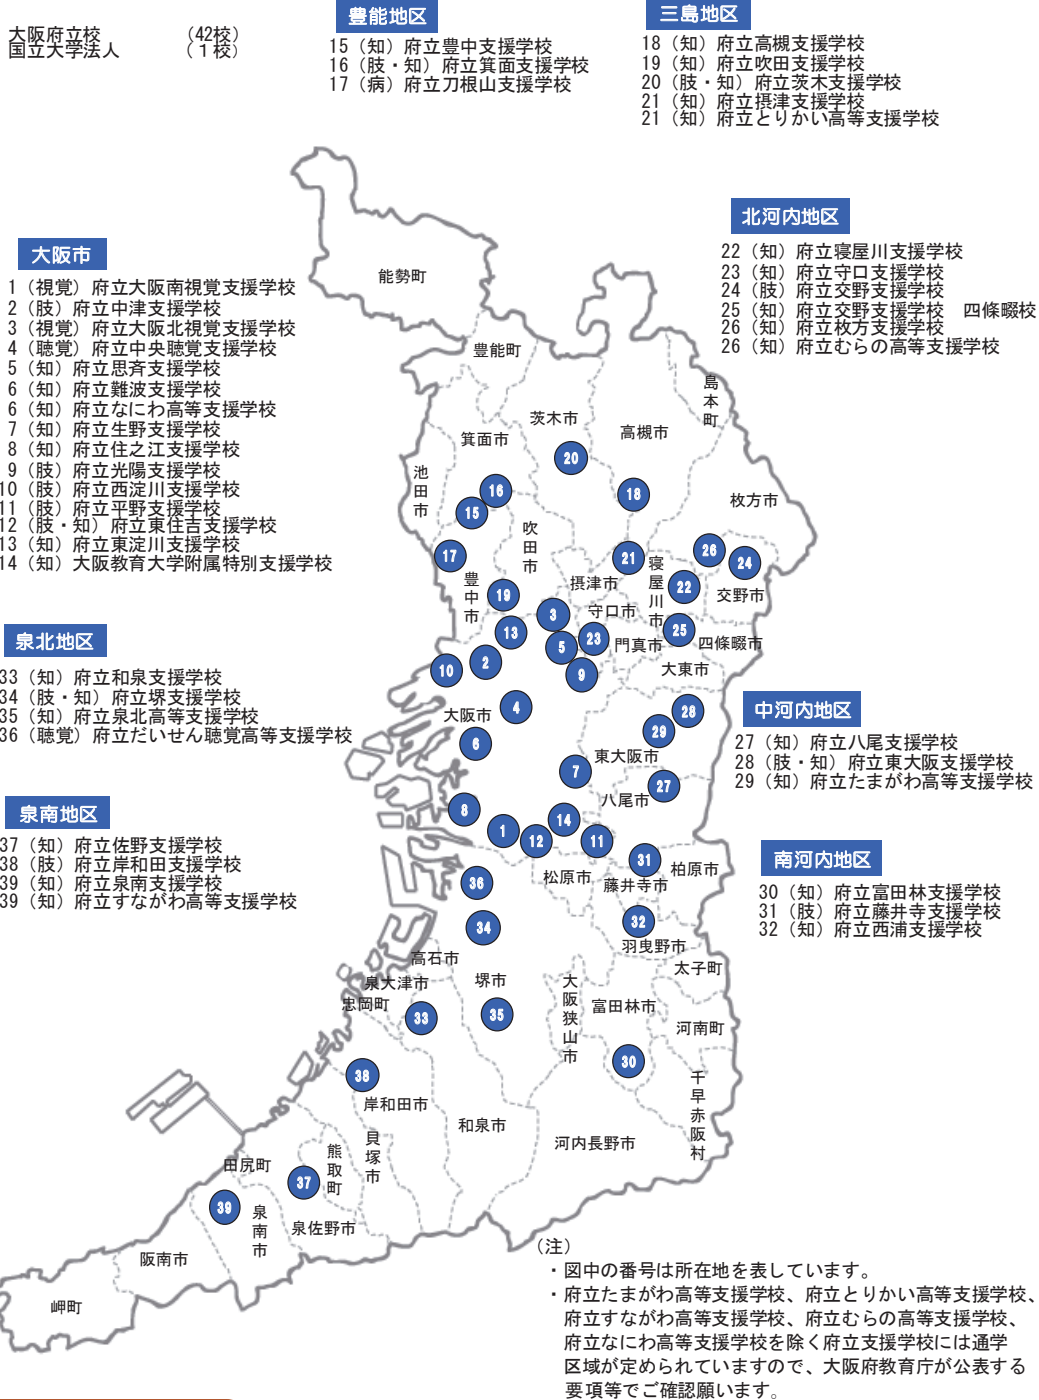 大阪府立校　　　（42校）
国立大学法人　　（１校）
豊能地区
15（知）府立豊中支援学校
16（肢・知）府立箕面支援学校
17（病）府立刀根山支援学校
三島地区
18（知）府立高槻支援学校
19（知）府立吹田支援学校
20（肢・知）府立茨木支援学校
21（知）府立摂津支援学校
21（知）府立とりかい高等支援学校
北河内地区
22（知）府立寝屋川支援学校
23（知）府立守口支援学校
24（肢）府立交野支援学校
25（知）府立交野支援学校　四條畷校
26（知）府立枚方支援学校
26（知）府立むらの高等支援学校
大阪市
1（視覚）府立大阪南視覚支援学校
2（肢）府立中津支援学校
3（視覚）府立大阪北視覚支援学校
4（聴覚）府立中央聴覚支援学校
5（知）府立思斉支援学校
6（知）府立難波支援学校
6（知）府立なにわ高等支援学校
7（知）府立生野支援学校
8（知）府立住之江支援学校
9（肢）府立光陽支援学校
10（肢）府立西淀川支援学校
11（肢）府立平野支援学校
12（肢・知）府立東住吉支援学校
13（知）府立東淀川支援学校
14（知）大阪教育大学附属特別支援学校
泉北地区
33（知）府立和泉支援学校
34（肢・知）府立堺支援学校
35（知）府立泉北高等支援学校
36（聴覚）府立だいせん聴覚高等支援学校
泉南地区
37（知）府立佐野支援学校
38（肢）府立岸和田支援学校
39（知）府立泉南支援学校
39（知）府立すながわ高等支援学校
中河内地区
27（知）府立八尾支援学校
28（肢・知）府立東大阪支援学校
29（知）府立たまがわ高等支援学校
南河内地区
30（知）府立富田林支援学校
31（肢）府立藤井寺支援学校
32（知）府立西浦支援学校
能勢町
豊能町
島本町
茨木市
高槻市
箕面市
20
池田市
16
18
枚方市
15
吹田市
17
21
26
24
寝屋川市
摂津市
22
交野市
豊中市
19
守口市
3
13
23
25
5
門真市
四條畷市
2
10
9
大東市
4
28
大阪市
29
6
東大阪市
7
27
八尾市
8
14
1
12
11
31
柏原市
36
松原市
藤井寺市
34
32
羽曳野市
高石市
太子町
泉大津市
堺市
大阪狭山市
忠岡町
富田林市
33
35
河南町
30
38
千早赤阪村
岸和田市
和泉市
貝塚市
河内長野市
熊取町
田尻町
37
39
泉南市
泉佐野市
阪南市
岬町
（注）
・図中の番号は所在地を表しています。
・府立たまがわ高等支援学校、府立とりかい高等支援学校、
府立すながわ高等支援学校、府立むらの高等支援学校、
府立なにわ高等支援学校を除く府立支援学校には通学
区域が定められていますので、大阪府教育庁が公表する
要項等でご確認願います。